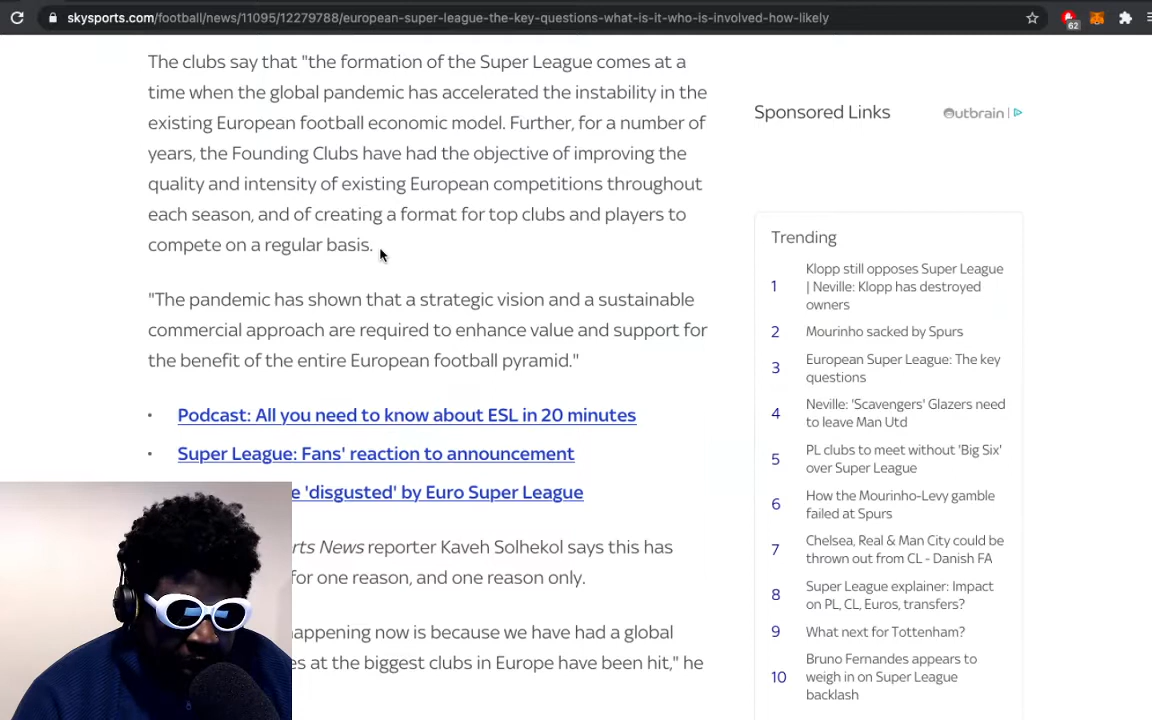 skysports.com/football/news/11095/12279788/european-super-league-the-key-questions-what-is-it-who-is-involved-how-likely
62
The clubs say that "the formation of the Super League comes at a
time when the global pandemic has accelerated the instability in the
existing European football economic model. Further, for a number of
years, the Founding Clubs have had the objective of improving the
quality and intensity of existing European competitions throughout
each season, and of creating a format for top clubs and players to
compete on a regular basis.
"The pandemic has shown that a strategic vision and a sustainable
commercial approach are required to enhance value and support for
the benefit of the entire European football pyramid."
• Podcast: All you need to know about ESL in 20 minutes
• Super League: Fans' reaction to announcement
e 'disgusted' by Euro Super League
rts News reporter Kaveh Solhekol says this has
for one reason, and one reason only.
appening now is because we have had a global
es at the biggest clubs in Europe have been hit," he
Sponsored Links
Outbrain
Trending
1 Klopp still opposes Super League
| Neville: Klopp has destroyed
owners
2 Mourinho sacked by Spurs
3 European Super League: The key
questions
4 Neville: 'Scavengers' Glazers need
to leave Man Utd
5 PL clubs to meet without 'Big Six'
over Super League
6 How the Mourinho-Levy gamble
failed at Spurs
7 Chelsea, Real & Man City could be
thrown out from CL - Danish FA
8 Super League explainer: Impact
on PL, CL, Euros, transfers?
9 What next for Tottenham?
10 Bruno Fernandes appears to
weigh in on Super League
backlash